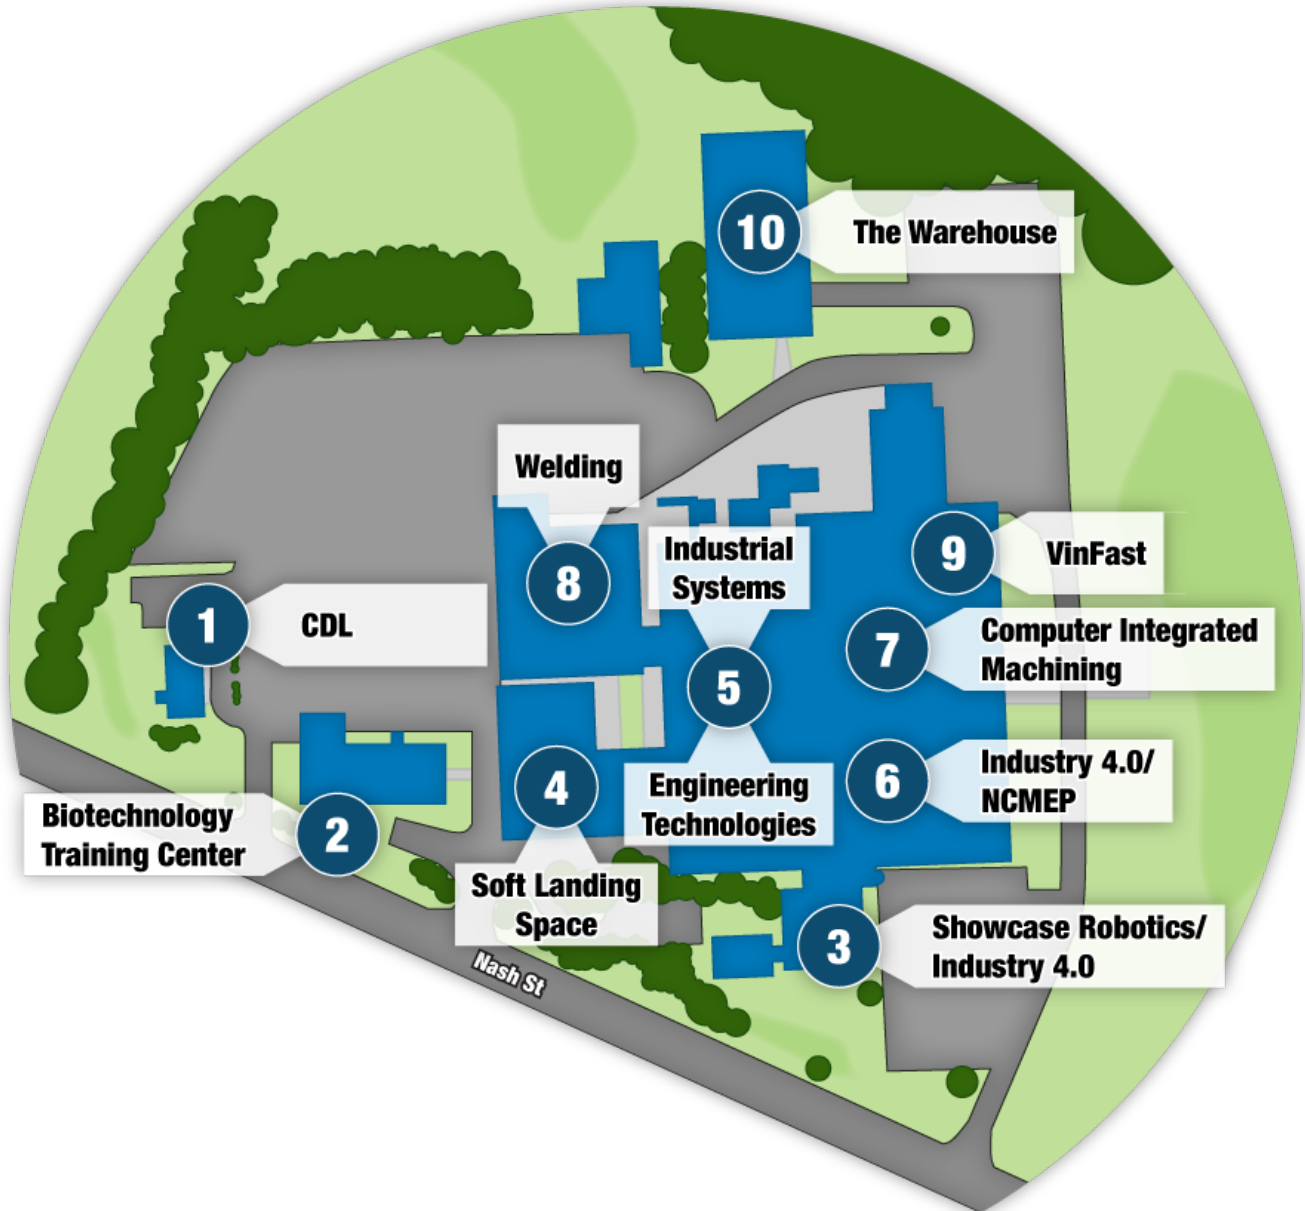 10
The Warehouse
Welding
8
Industrial
Systems
9
VinFast
1
CDL
7
Computer Integrated
Machining
5
4
Engineering
Technologies
6
Industry 4.0/
NCMEP
Biotechnology
Training Center
2
Soft Landing
Space
3
Showcase Robotics/
Industry 4.0
Nash St